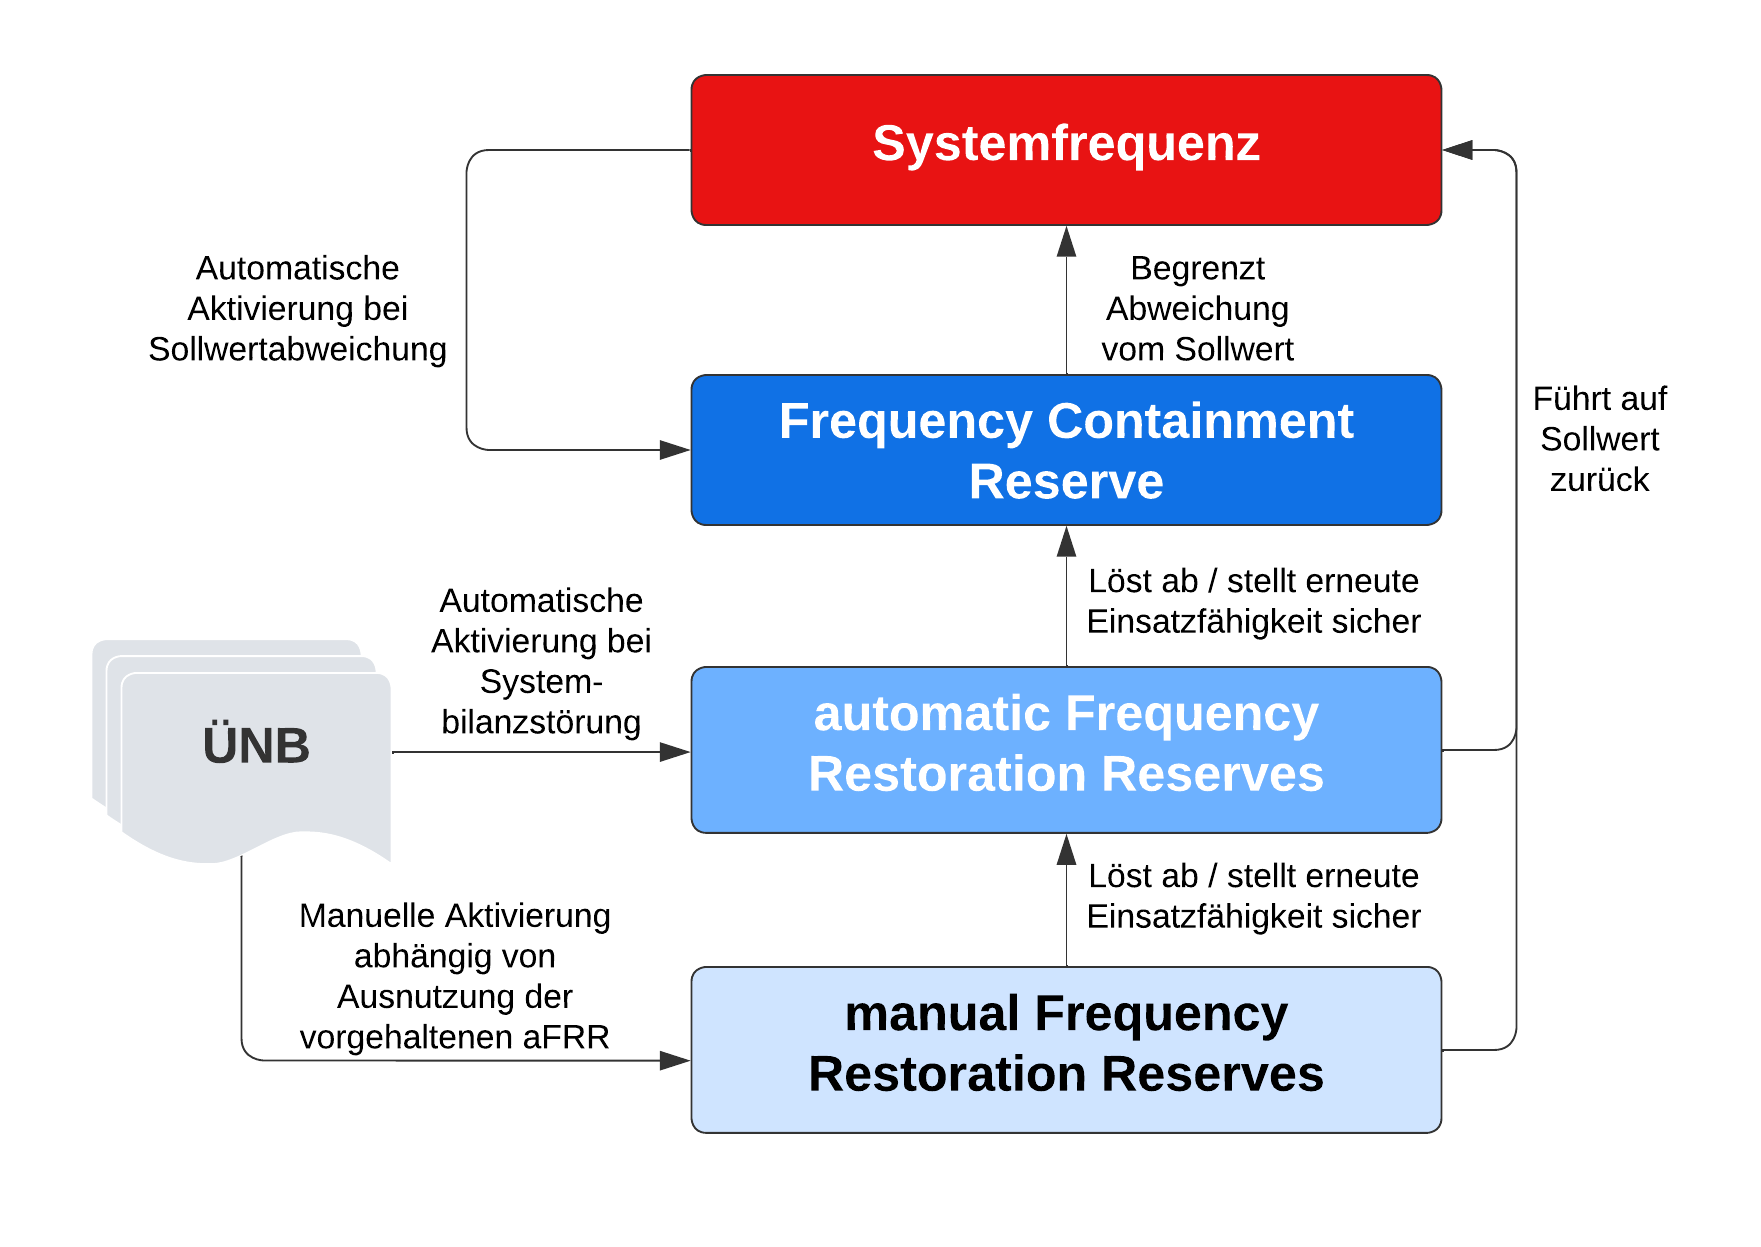 Systemfrequenz
Automatische
Aktivierung bei
Sollwertabweichung
Begrenzt
Abweichung
vom Sollwert
Frequency Containment
Reserve
Führt auf
Sollwert
zurück
Löst ab / stellt erneute
Einsatzfähigkeit sicher
Automatische
Aktivierung bei
System-
bilanzstörung
ÜNB
automatic Frequency
Restoration Reserves
Löst ab / stellt erneute
Einsatzfähigkeit sicher
Manuelle Aktivierung
abhängig von
Ausnutzung der
vorgehaltenen aFRR
manual Frequency
Restoration Reserves